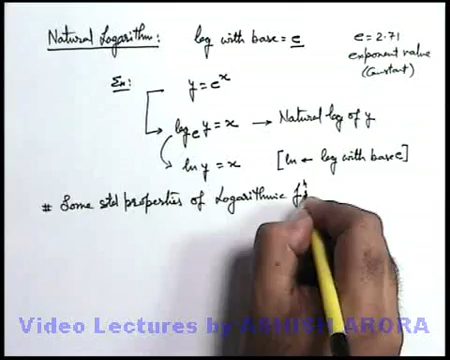 Natural Logarithm: log with base = e
e = 2.71
exponent value
(Constant)
Ex: y = e^x
log_e y = x → Natural log of y
ln y = x [ln ← log with base e]
# Some std properties of Logarithmic
Video Lectures by ASHISH ARORA